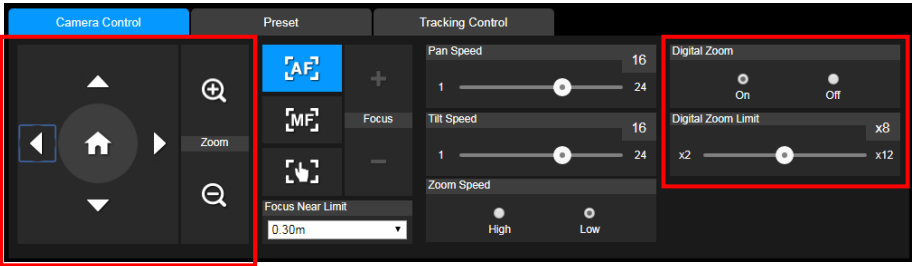 Camera Control
Preset
Tracking Control
Zoom
AF
MF
Focus
Focus Near Limit
0.30m
Pan Speed
16
1
24
Tilt Speed
16
1
24
Zoom Speed
High
Low
Digital Zoom
On
Off
Digital Zoom Limit
x8
x2
x12